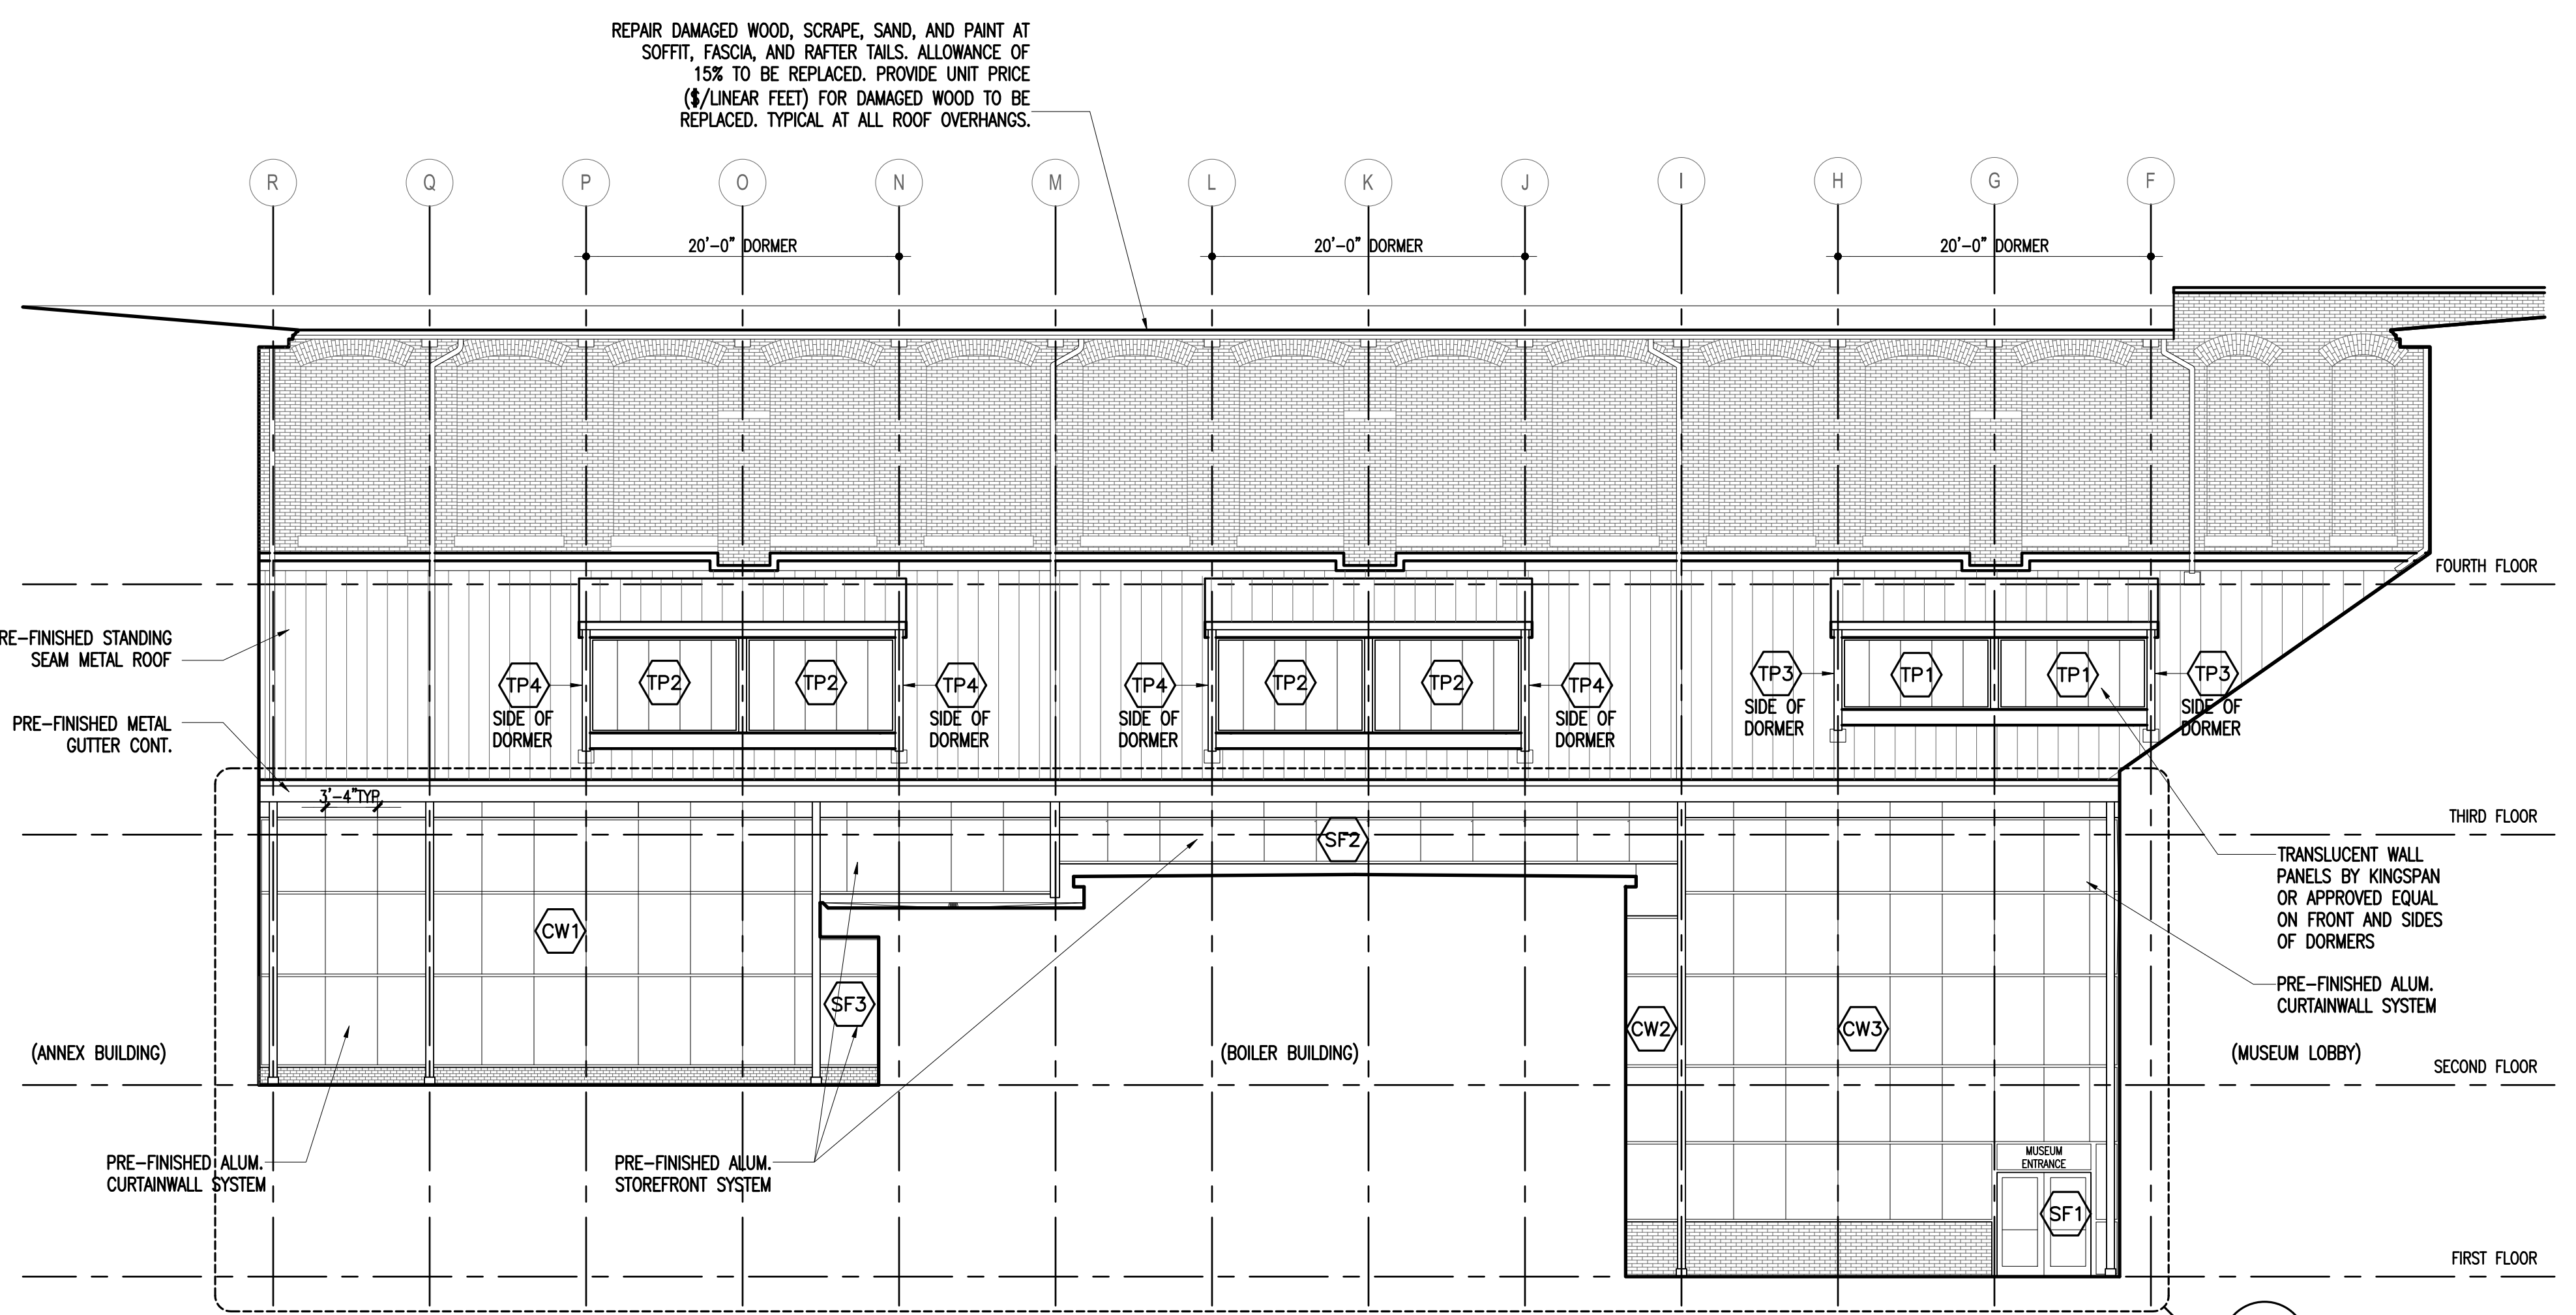 REPAIR DAMAGED WOOD, SCRAPE, SAND, AND PAINT AT
SOFFIT, FASCIA, AND RAFTER TAILS. ALLOWANCE OF
15% TO BE REPLACED. PROVIDE UNIT PRICE
($/LINEAR FEET) FOR DAMAGED WOOD TO BE
REPLACED. TYPICAL AT ALL ROOF OVERHANGS.
R Q P O N M L K J I H G F
20'-0" DORMER 20'-0" DORMER 20'-0" DORMER
FOURTH FLOOR
RE-FINISHED STANDING
SEAM METAL ROOF
TP4 TP2 TP2 TP4 TP4 TP2 TP2 TP4 TP3 TP1 TP1 TP3
SIDE OF
DORMER
SIDE OF
DORMER
SIDE OF
DORMER
SIDE OF
DORMER
SIDE OF
DORMER
SIDE OF
DORMER
PRE-FINISHED METAL
GUTTER CONT.
3'-4"TYP.
THIRD FLOOR
SF2
TRANSLUCENT WALL
PANELS BY KINGSPAN
OR APPROVED EQUAL
ON FRONT AND SIDES
OF DORMERS
CW1
SF3
CW2
CW3
PRE-FINISHED ALUM.
CURTAINWALL SYSTEM
(ANNEX BUILDING) (BOILER BUILDING) (MUSEUM LOBBY)
SECOND FLOOR
PRE-FINISHED ALUM.
CURTAINWALL SYSTEM
PRE-FINISHED ALUM.
STOREFRONT SYSTEM
MUSEUM
ENTRANCE
SF1
FIRST FLOOR